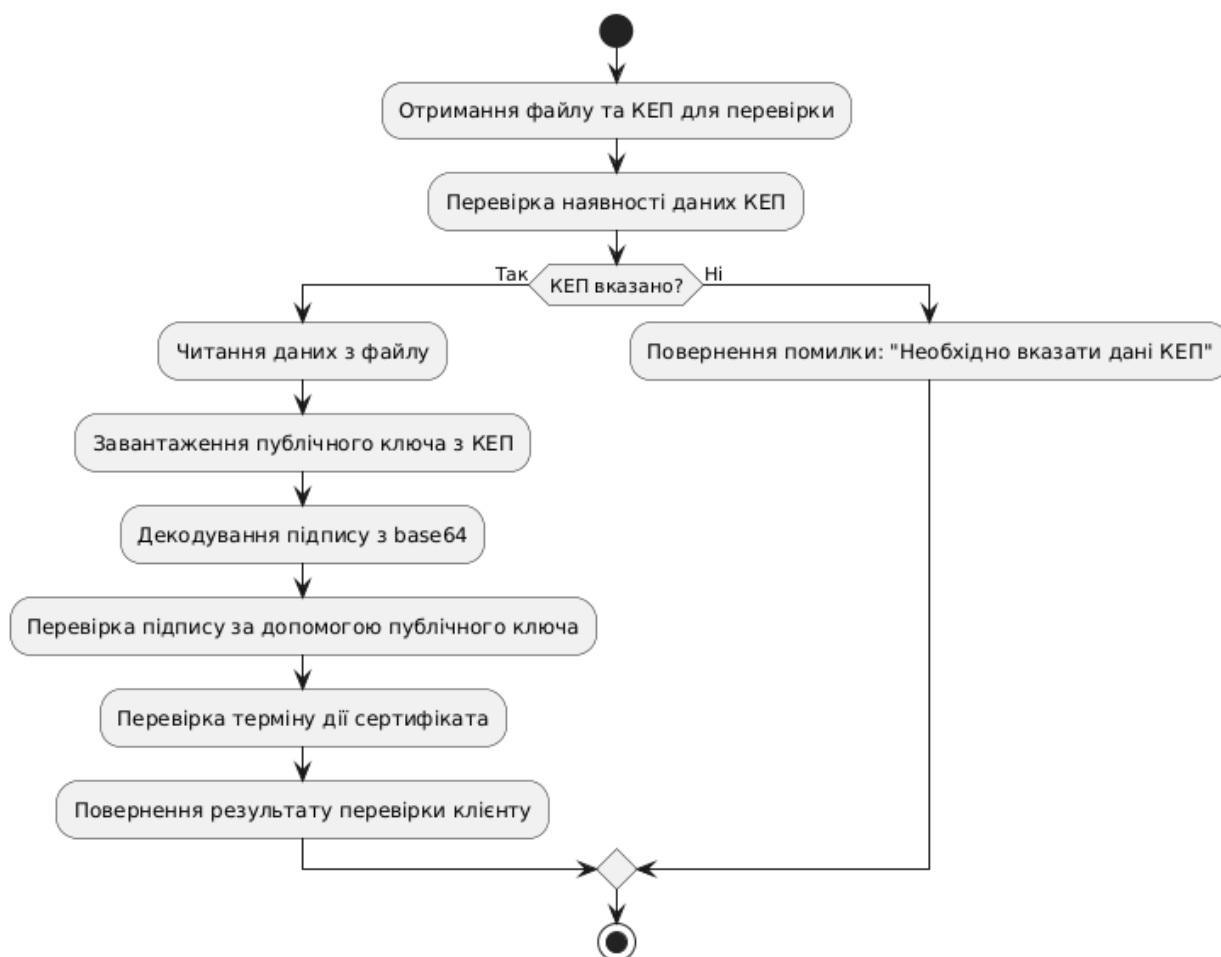 Отримання файлу та КЕП для перевірки
Перевірка наявності даних КЕП
Так
КЕП вказано?
Ні
Читання даних з файлу
Повернення помилки: "Необхідно вказати дані КЕП"
Завантаження публічного ключа з КЕП
Декодування підпису з base64
Перевірка підпису за допомогою публічного ключа
Перевірка терміну дії сертифіката
Повернення результату перевірки клієнту